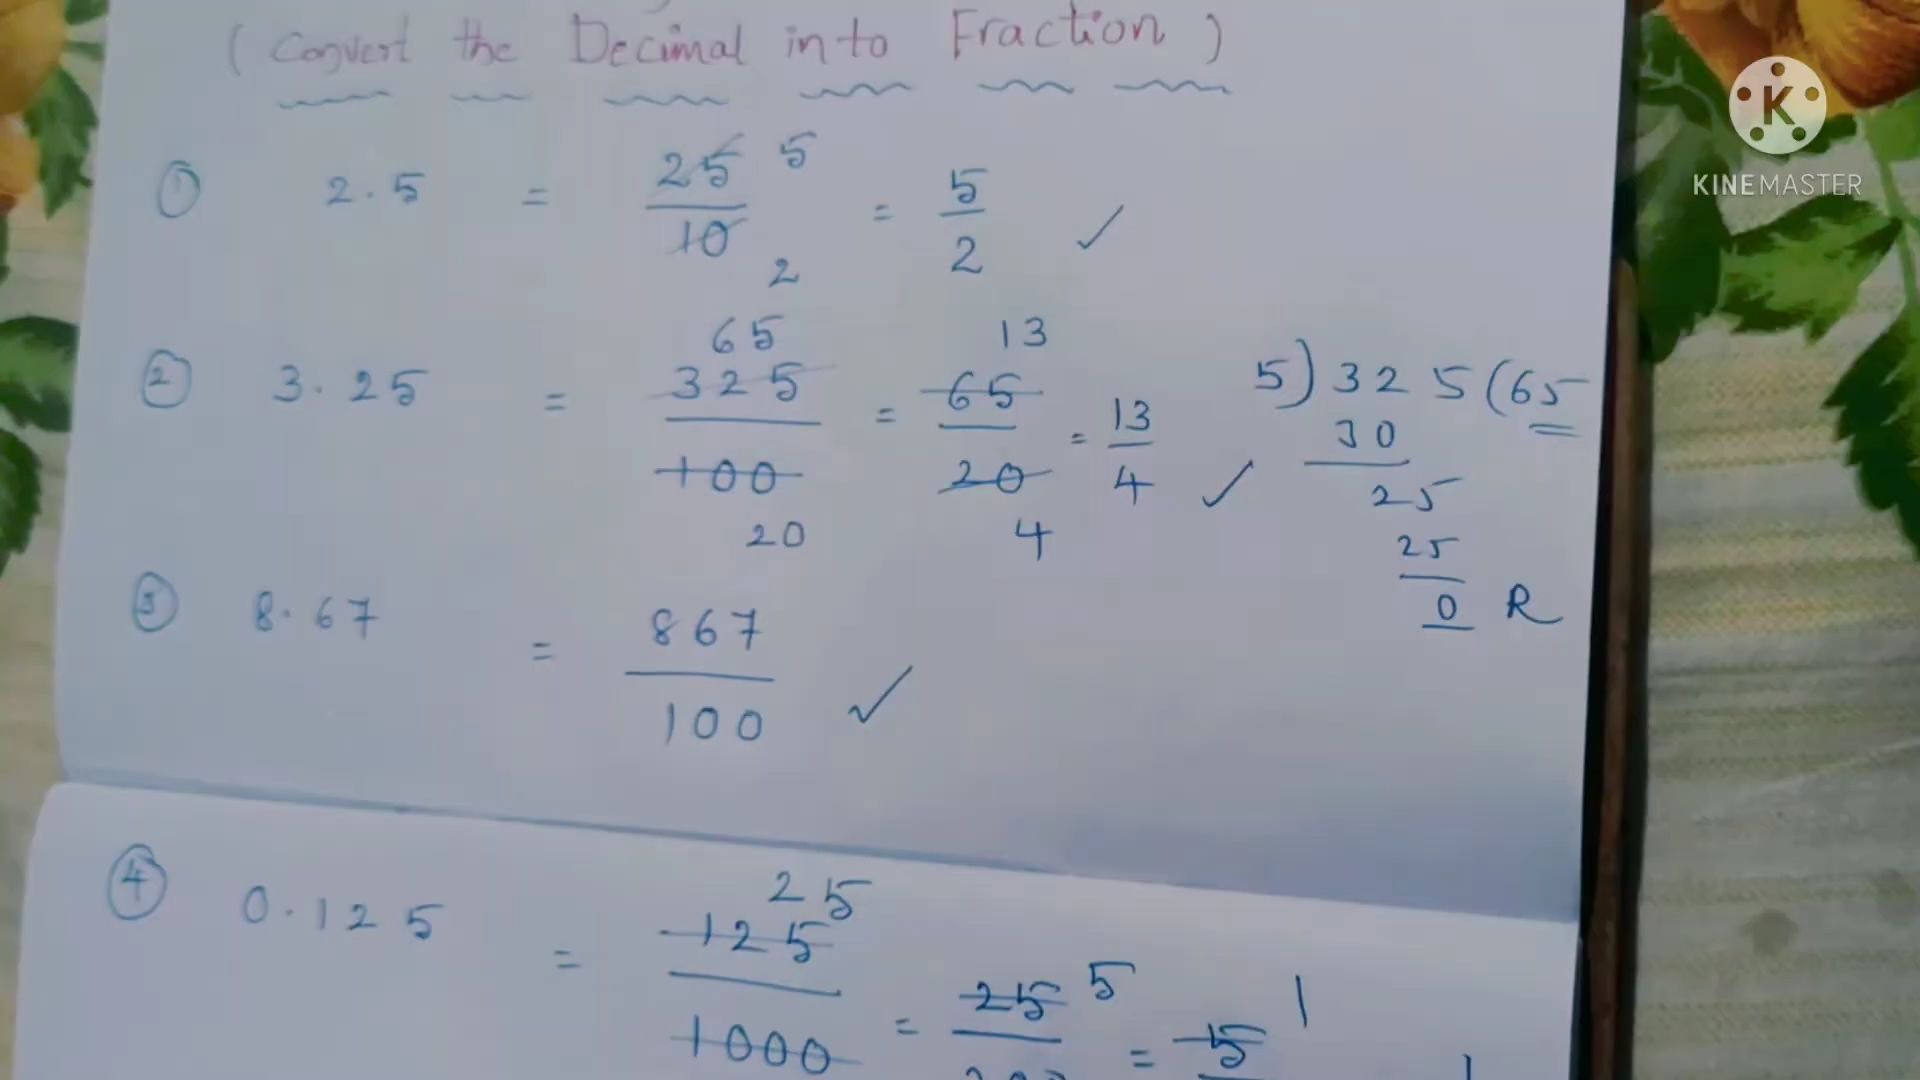 ( Convert the Decimal into Fraction )
① 2.5 = 25/10 5 2 = 5/2 ✓
② 3.25 = 325/100 65 20 = 65/20 13 4 = 13/4 ✓
5) 325 (65
30
25
25
0 R
③ 8.67 = 867/100 ✓
④ 0.125 = 125/1000 25 = 25 5 = 5 1
KINEMASTER